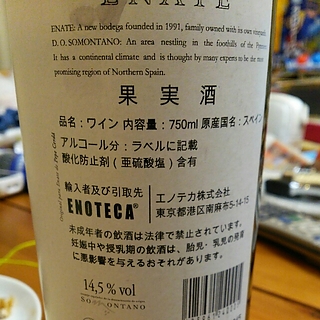 ENATE
ENATE: A new bodega founded in 1991, family owned with its own vineyards.
D. O. SOMONTANO: An area nestling in the foothills of the Pyrenees.
It has a continental climate and is thought by many experts to be the most
promising region of Northern Spain.
果実酒
品名：ワイン 内容量：750ml 原産国名：スペイン
アルコール分：ラベルに記載
酸化防止剤（亜硫酸塩）含有
輸入者及び引取先
ENOTECA®
エノテカ株式会社
東京都港区南麻布5-14-15
未成年者の飲酒は法律で禁止されています。
妊娠中や授乳期の飲酒は、胎児・乳児の発育
に悪影響を与えるおそれがあります。
14,5 % vol
SOMONTANO